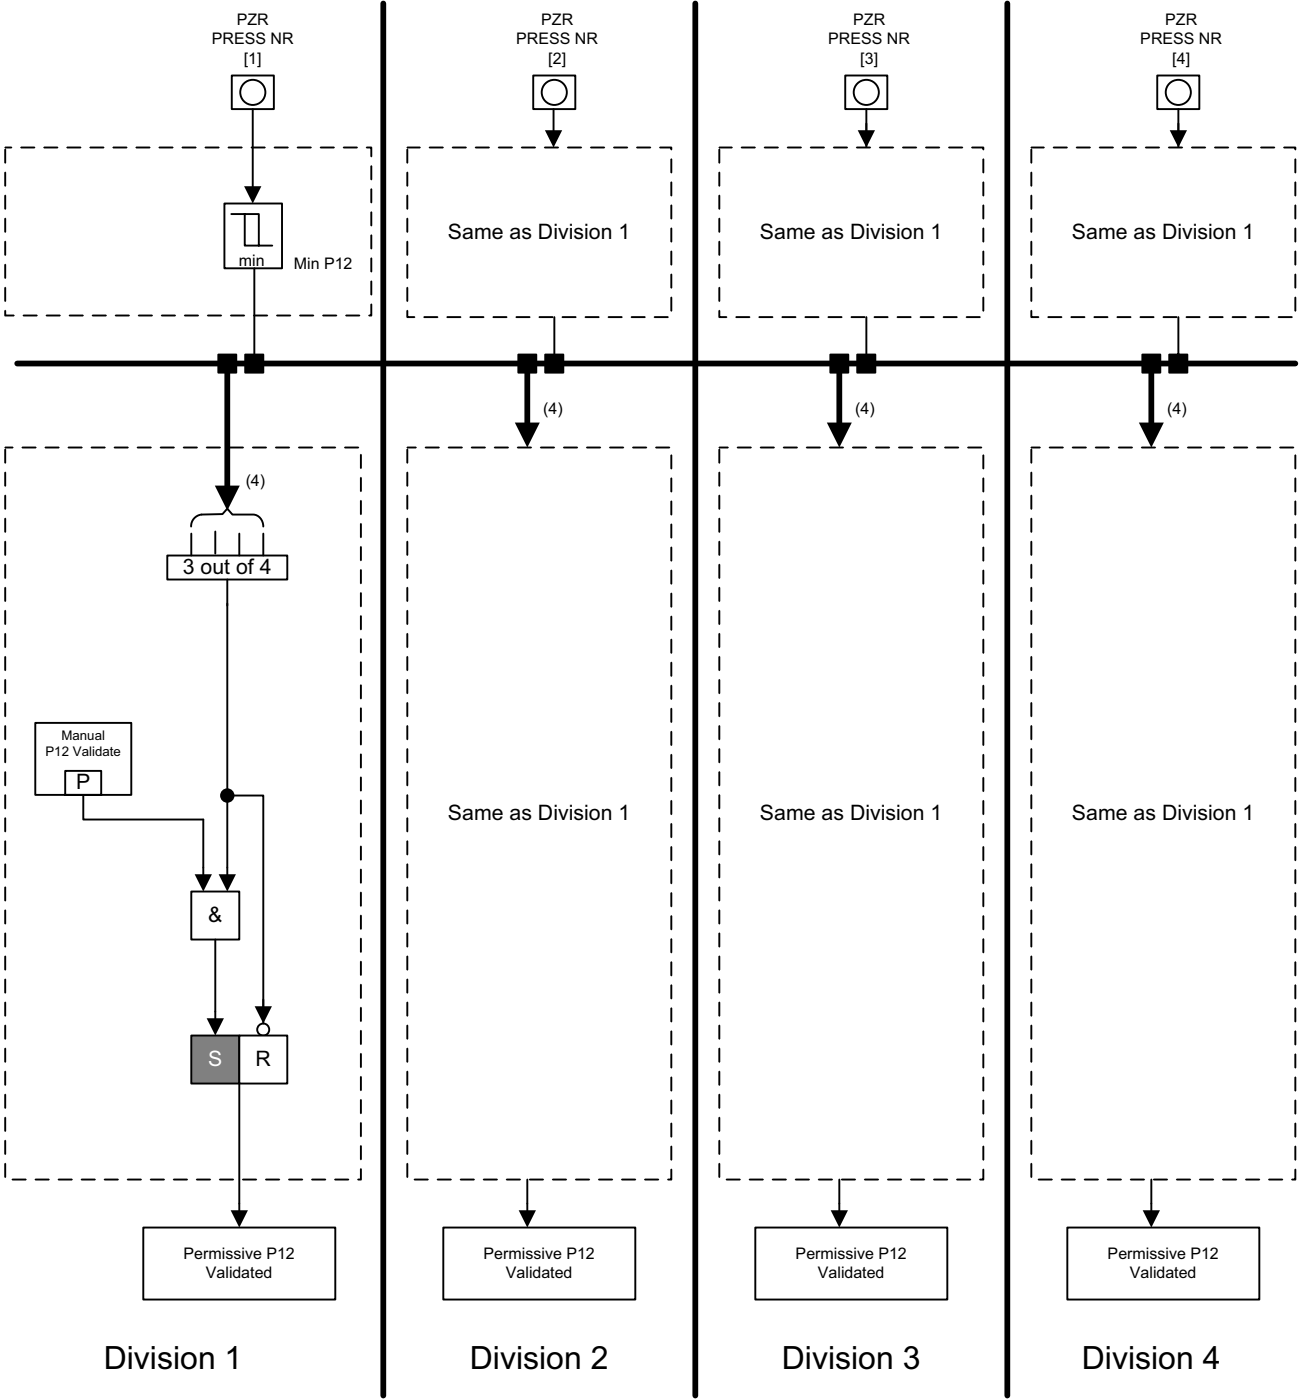 PZR
PRESS NR
[1]
PZR
PRESS NR
[2]
PZR
PRESS NR
[3]
PZR
PRESS NR
[4]
min
Min P12
Same as Division 1
Same as Division 1
Same as Division 1
(4)
(4)
(4)
(4)
3 out of 4
Manual
P12 Validate
P
&
S
R
Same as Division 1
Same as Division 1
Same as Division 1
Permissive P12
Validated
Permissive P12
Validated
Permissive P12
Validated
Permissive P12
Validated
Division 1
Division 2
Division 3
Division 4